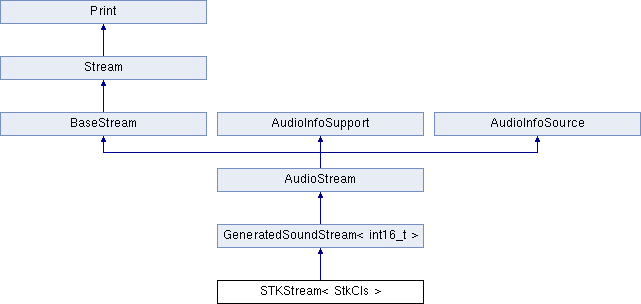 Print
Stream
BaseStream
AudioInfoSupport
AudioInfoSource
AudioStream
GeneratedSoundStream< int16_t >
STKStream< StkCls >